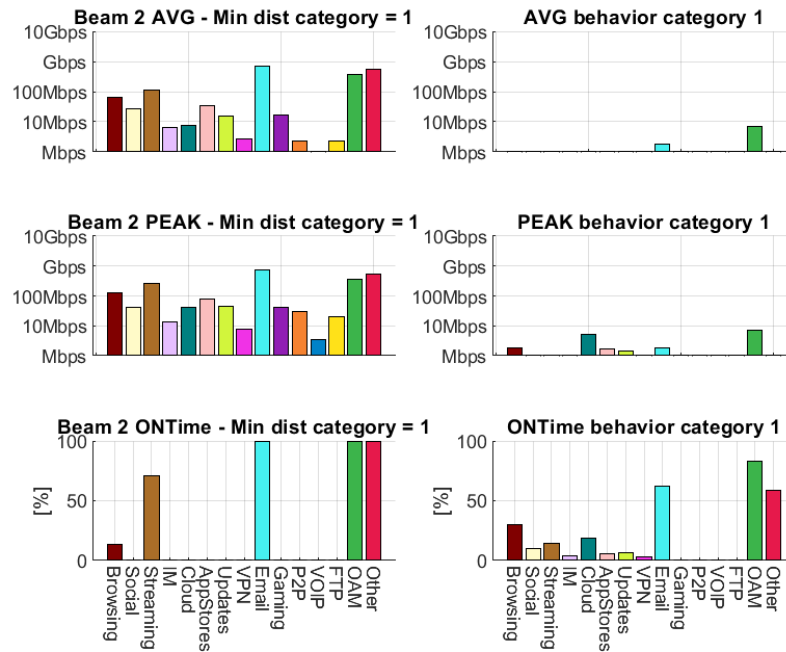 Beam 2 AVG - Min dist category = 1
10Gbps
Gbps
100Mbps
10Mbps
Mbps
AVG behavior category 1
10Gbps
Gbps
100Mbps
10Mbps
Mbps
Beam 2 PEAK - Min dist category = 1
10Gbps
Gbps
100Mbps
10Mbps
Mbps
PEAK behavior category 1
10Gbps
Gbps
100Mbps
10Mbps
Mbps
Beam 2 ONTime - Min dist category = 1
[%]
100
50
0
Browsing
Social
Streaming
IM
Cloud
AppStores
Updates
VPN
Email
Gaming
P2P
VOIP
FTP
OAM
Other
ONTime behavior category 1
[%]
100
50
0
Browsing
Social
Streaming
IM
Cloud
AppStores
Updates
VPN
Email
Gaming
P2P
VOIP
FTP
OAM
Other